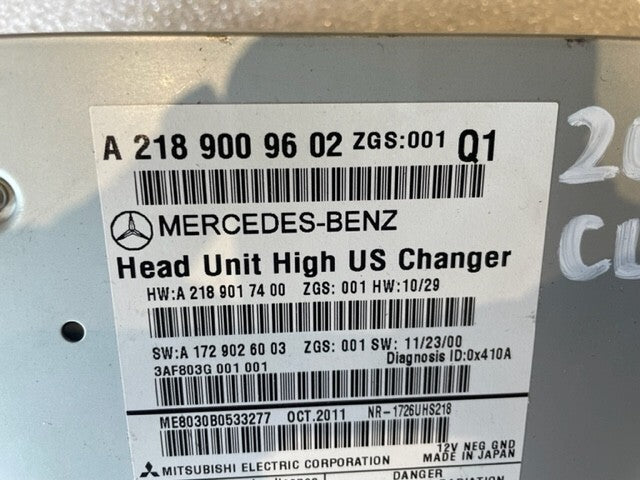 A 218 900 96 02 ZGS:001 Q1
MERCEDES-BENZ
Head Unit High US Changer
HW:A 218 901 74 00 ZGS: 001 HW:10/29
SW:A 172 902 60 03 ZGS: 001 SW: 11/23/00
Diagnosis ID:0x410A
3AF803G 001 001
ME8030B0533277 OCT.2011 NR-1726UHS218
12V NEG GND
MADE IN JAPAN
MITSUBISHI ELECTRIC CORPORATION
DANGER